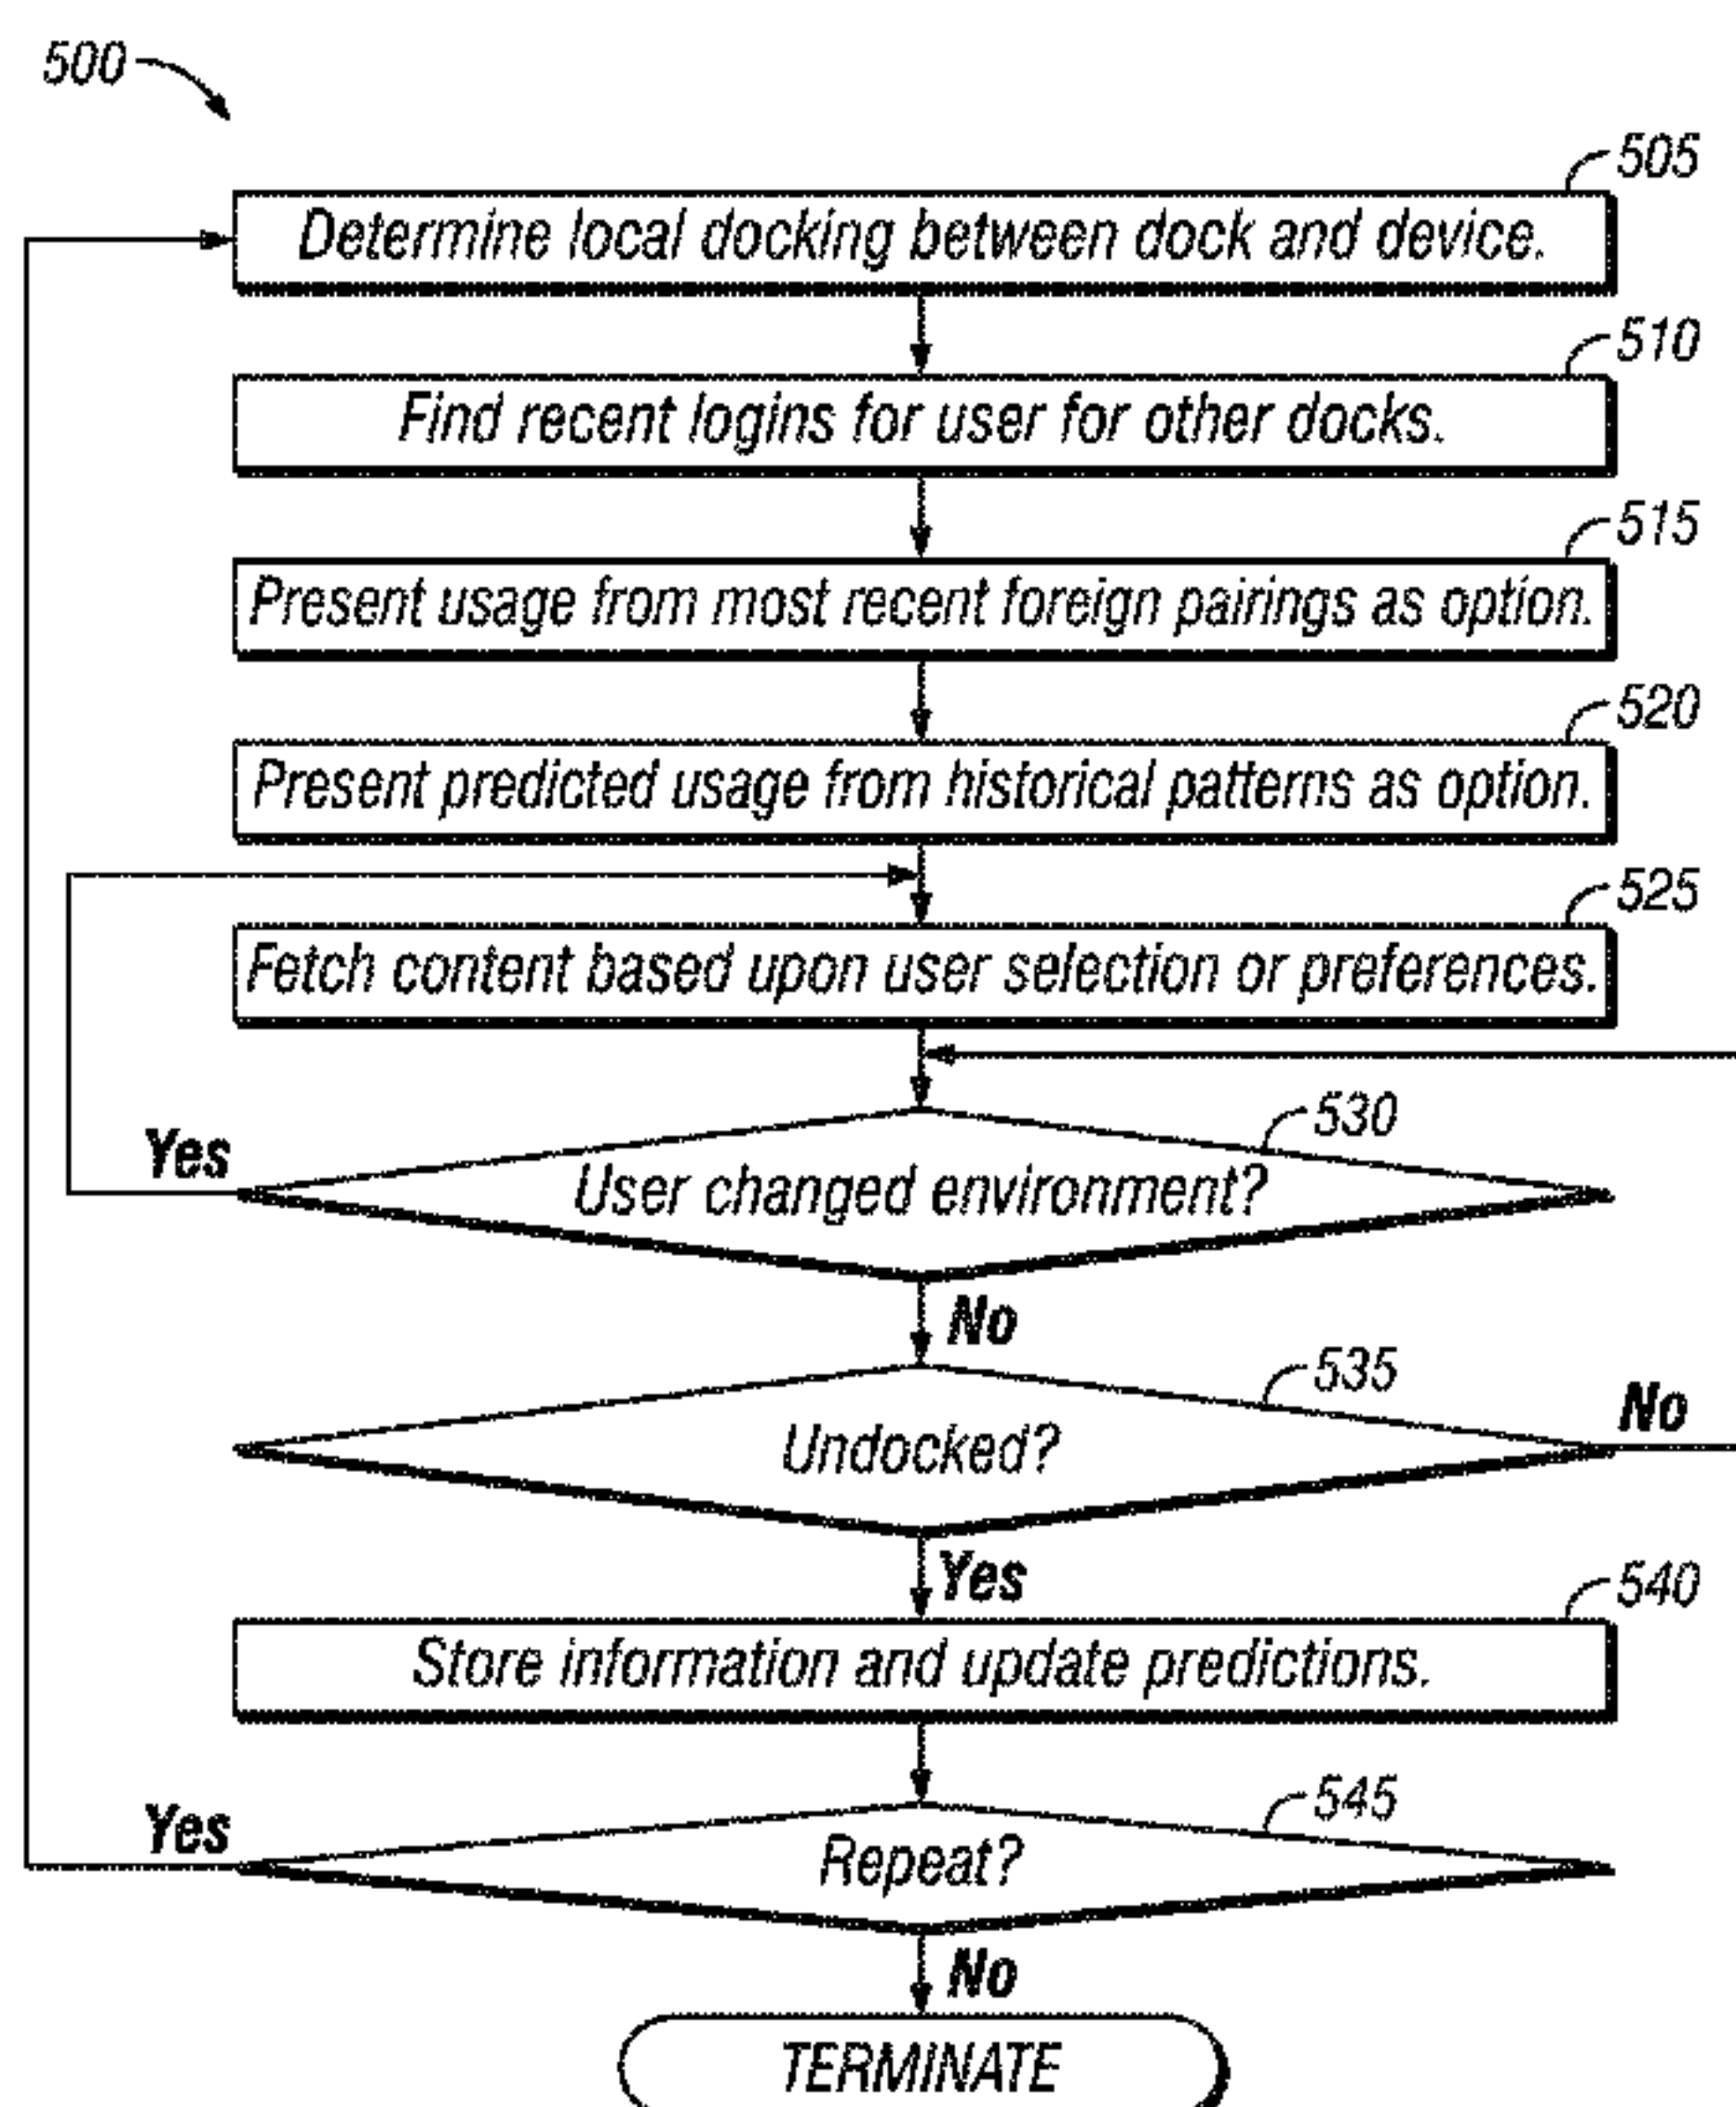 500
505
Determine local docking between dock and device.
510
Find recent logins for user for other docks.
515
Present usage from most recent foreign pairings as option.
520
Present predicted usage from historical patterns as option.
525
Fetch content based upon user selection or preferences.
530
Yes
User changed environment?
No
535
No
Undocked?
Yes
540
Store information and update predictions.
545
Yes
Repeat?
No
TERMINATE